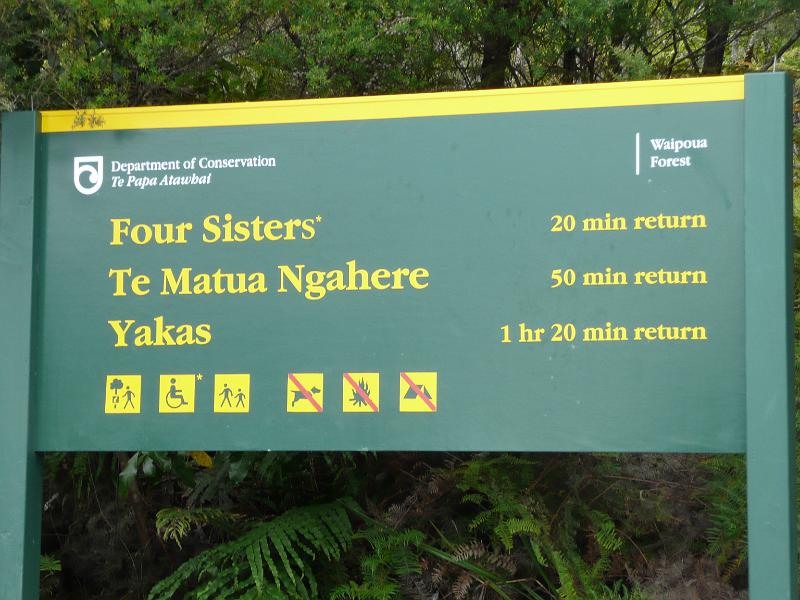 Department of Conservation
Te Papa Atawhai
Waipoua
Forest
Four Sisters* 20 min return
Te Matua Ngahere 50 min return
Yakas 1 hr 20 min return
*